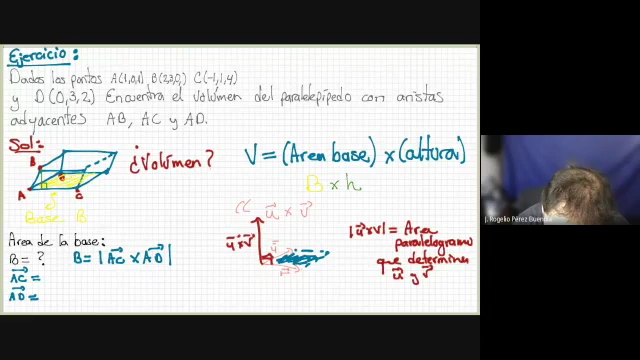 Ejercicio:
Dados los puntos A(1,0,1) B(2,3,0) C(-1,1,4)
y D(0,3,2) Encuentra el volúmen del paralelepípedo con aristas
adyacentes AB, AC y AD.
Sol:
¿Volúmen?
V = (Area base) x (altura)
B x h
B
A
C
Base B
u x v
u x v
|u x v| = Area
paralelogramo
que determinan
u y v
Area de la base:
B = ? B = |AC x AD|
AC =
AD =
J. Rogelio Pérez Buendía